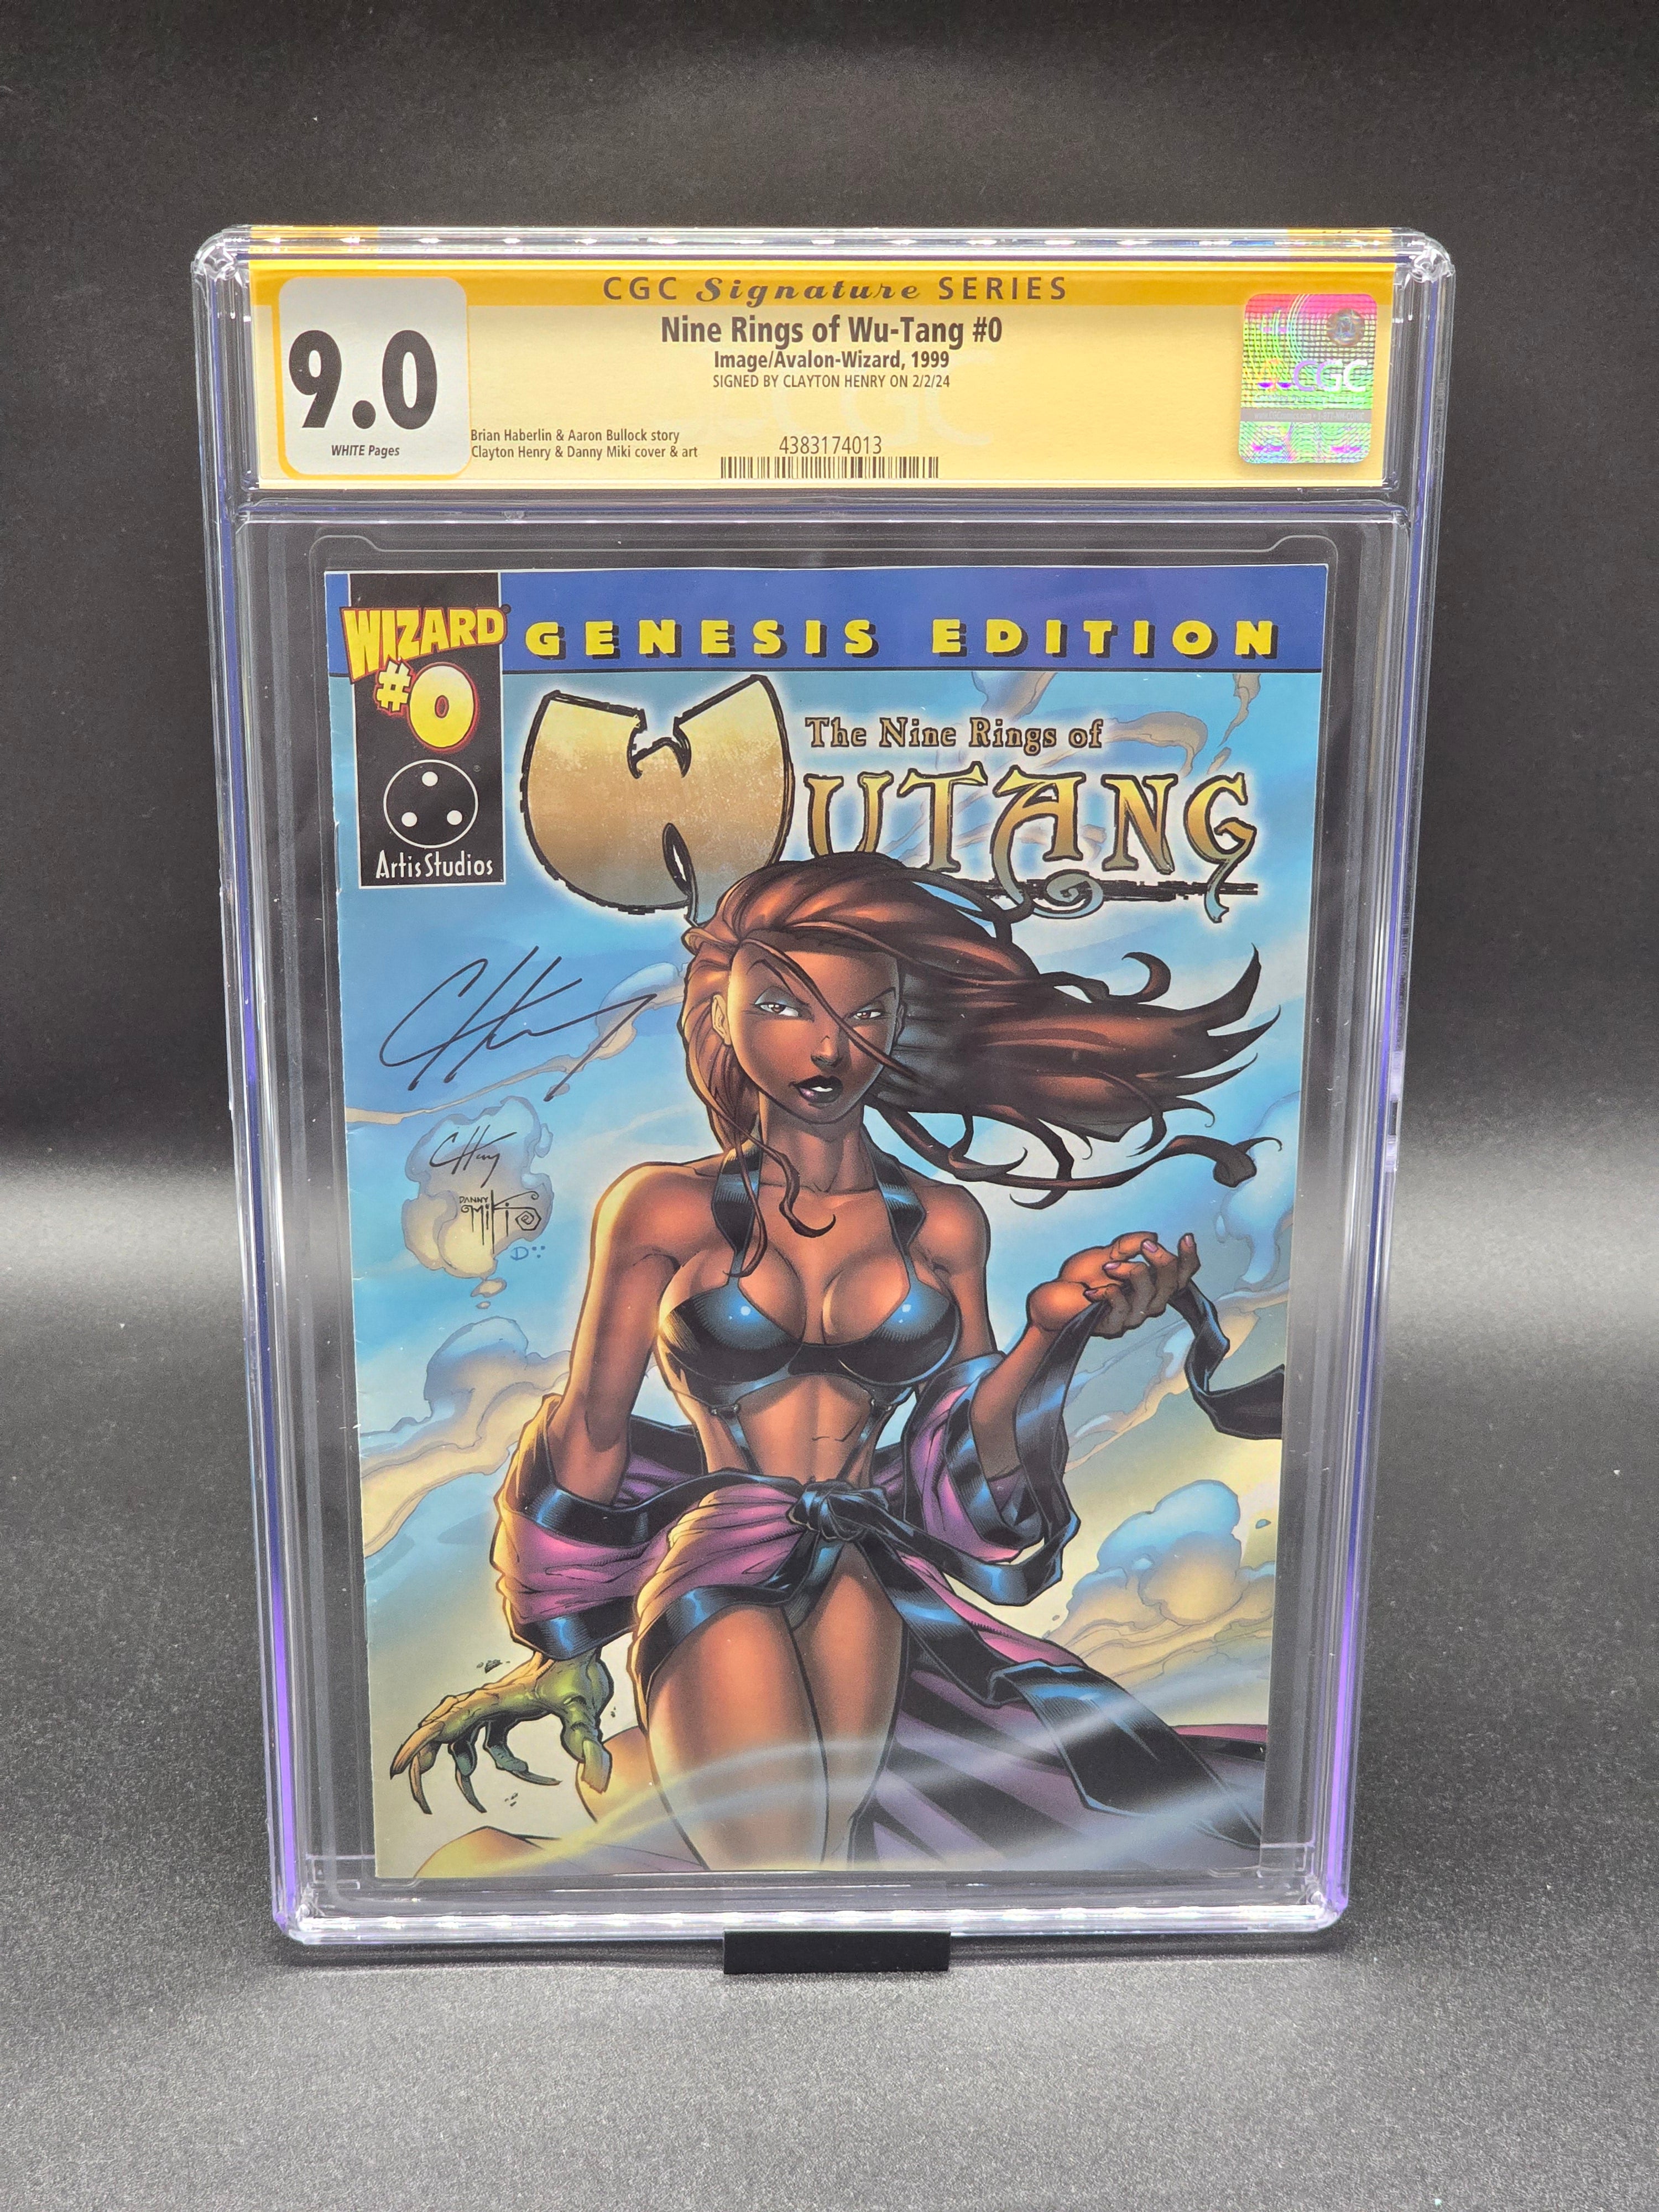 CGC Signature SERIES
Nine Rings of Wu-Tang #0
Image/Avalon-Wizard, 1999
SIGNED BY CLAYTON HENRY ON 2/2/24
9.0
WHITE Pages
Brian Haberlin & Aaron Bullock story
Clayton Henry & Danny Miki cover & art
4383174013
CGC
WIZARD
#0
GENESIS EDITION
The Nine Rings of
WUTANG
Artis Studios
CHenry
DANNY
MiKi
D